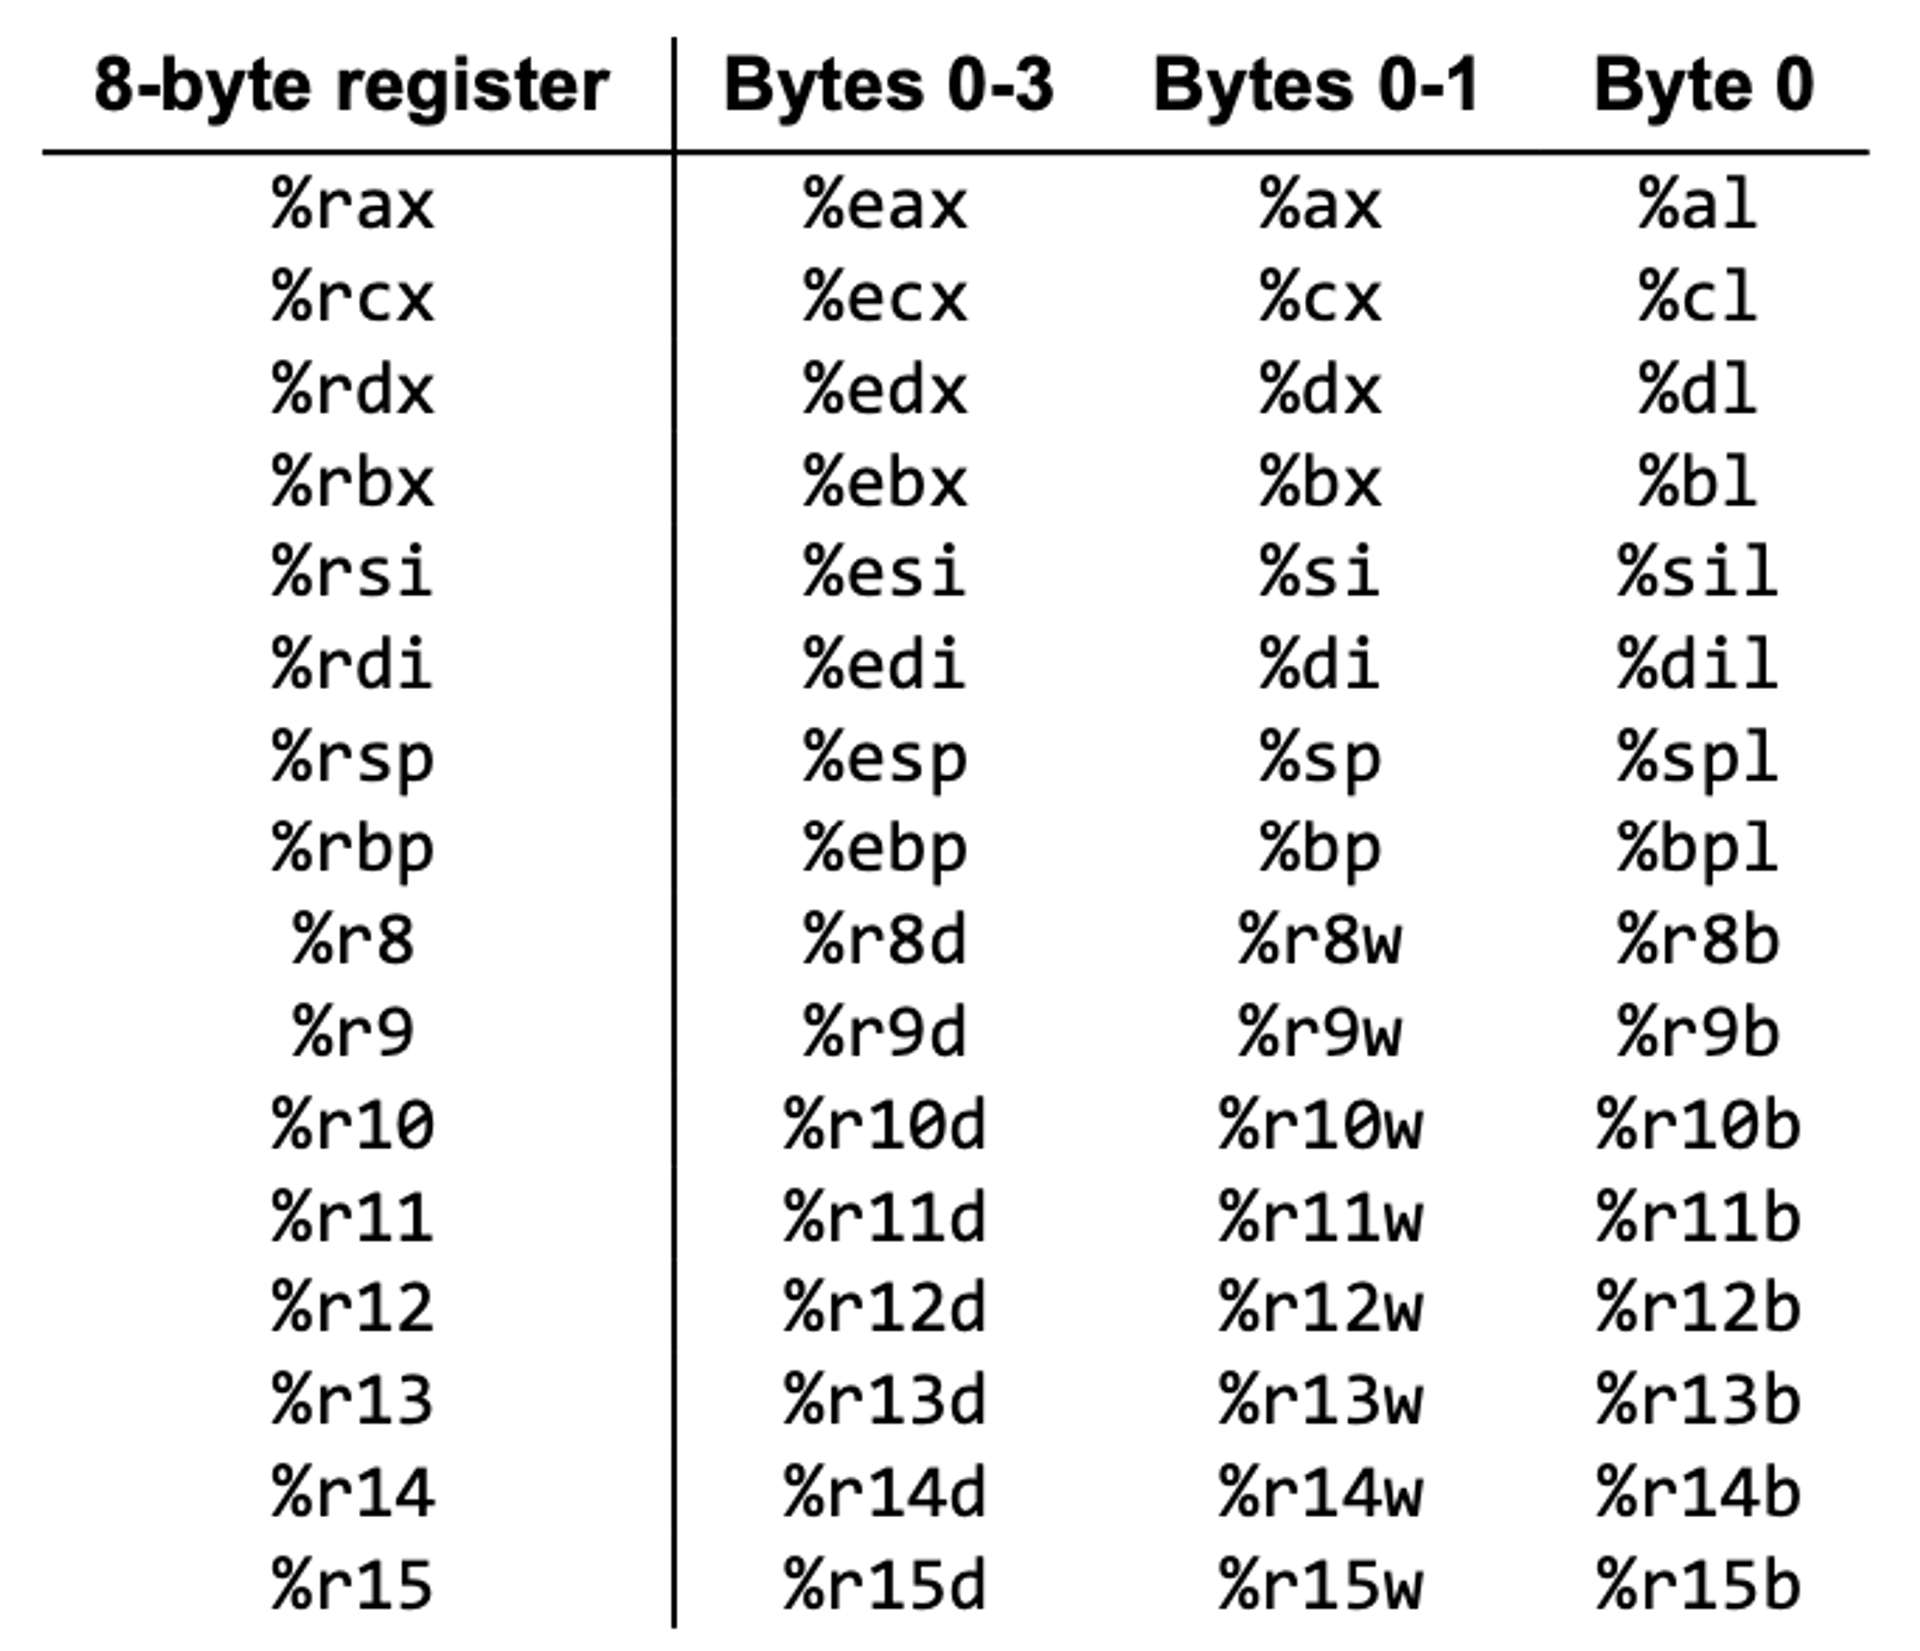 8-byte register Bytes 0-3 Bytes 0-1 Byte 0
%rax %eax %ax %al
%rcx %ecx %cx %cl
%rdx %edx %dx %dl
%rbx %ebx %bx %bl
%rsi %esi %si %sil
%rdi %edi %di %dil
%rsp %esp %sp %spl
%rbp %ebp %bp %bpl
%r8 %r8d %r8w %r8b
%r9 %r9d %r9w %r9b
%r10 %r10d %r10w %r10b
%r11 %r11d %r11w %r11b
%r12 %r12d %r12w %r12b
%r13 %r13d %r13w %r13b
%r14 %r14d %r14w %r14b
%r15 %r15d %r15w %r15b